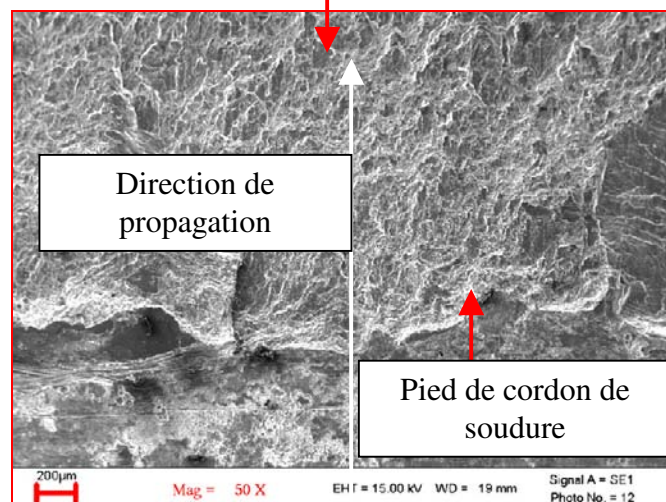 Direction de
propagation
Pied de cordon de
soudure
200µm
Mag = 50 X
EHT = 15.00 kV WD = 19 mm
Signal A = SE1
Photo No. = 12